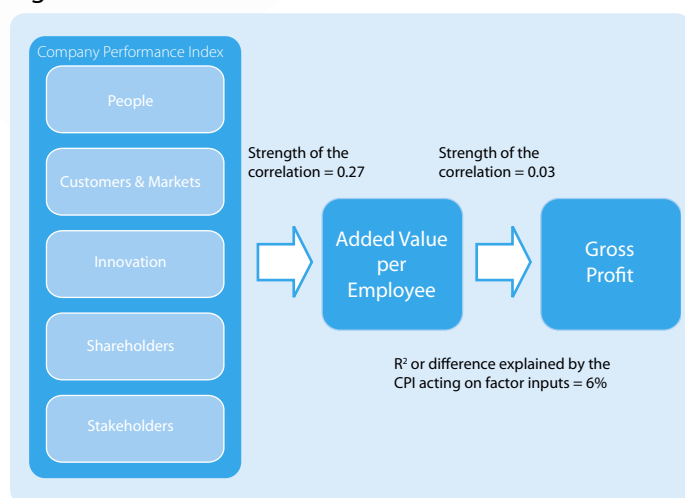 Company Performance Index
People
Customers & Markets
Innovation
Shareholders
Stakeholders
Strength of the
correlation = 0.27
Added Value
per
Employee
Strength of the
correlation = 0.03
Gross
Profit
R² or difference explained by the
CPI acting on factor inputs = 6%